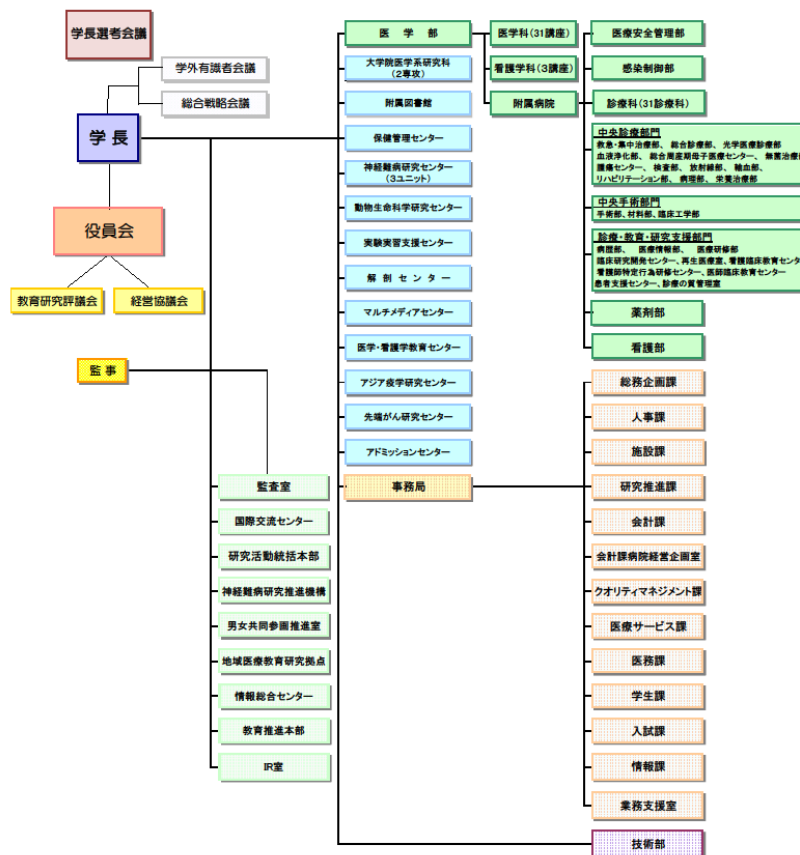 学長選考会議
学外有識者会議
総合戦略会議
学長
役員会
教育研究評議会
経営協議会
監事
監査室
国際交流センター
研究活動統括本部
神経難病研究推進機構
男女共同参画推進室
地域医療教育研究拠点
情報総合センター
教育推進本部
IR室
医学部
大学院医学系研究科
(2専攻)
附属図書館
保健管理センター
神経難病研究センター
(3ユニット)
動物生命科学研究センター
実験実習支援センター
解剖センター
マルチメディアセンター
医学・看護学教育センター
アジア疫学研究センター
先端がん研究センター
アドミッションセンター
事務局
医学科(31講座)
看護学科(3講座)
附属病院
医療安全管理部
感染制御部
診療科(31診療科)
中央診療部門
救急・集中治療部、 総合診療部、 光学医療診療部
血液浄化部、 総合周産期母子医療センター、 無菌治療部
腫瘍センター、 検査部、 放射線部、 輸血部、
リハビリテーション部、 病理部、 栄養治療部
中央手術部門
手術部、材料部、臨床工学部
診療・教育・研究支援部門
病歴部、 医療情報部、 医療研修部
臨床研究開発センター、再生医療室、看護臨床教育センタ
看護師特定行為研修センター、医師臨床教育センター
患者支援センター、診療の質管理室
薬剤部
看護部
総務企画課
人事課
施設課
研究推進課
会計課
会計課病院経営企画室
クオリティマネジメント課
医療サービス課
医務課
学生課
入試課
情報課
業務支援室
技術部